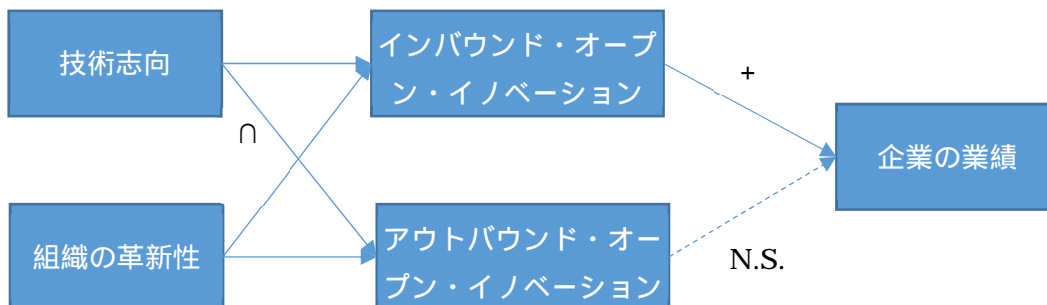 技術志向
インバウンド・オープ
ン・イノベーション
+
∩
企業の業績
組織の革新性
アウトバウンド・オー
プン・イノベーション
N.S.